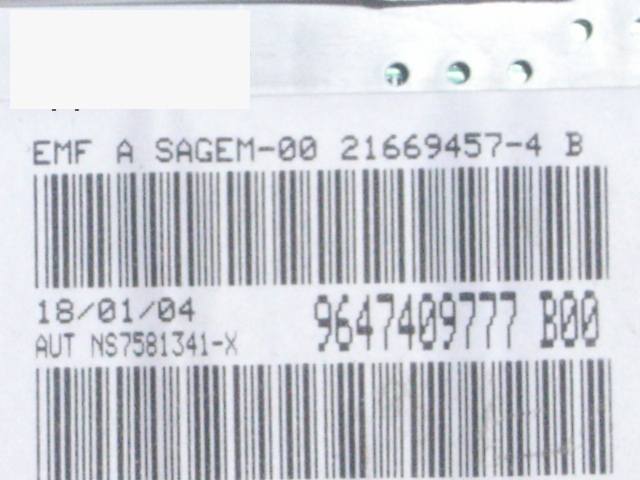 EMF A SAGEM-00 21669457-4 B
18/01/04
9647409777 B00
AUT NS7581341-X